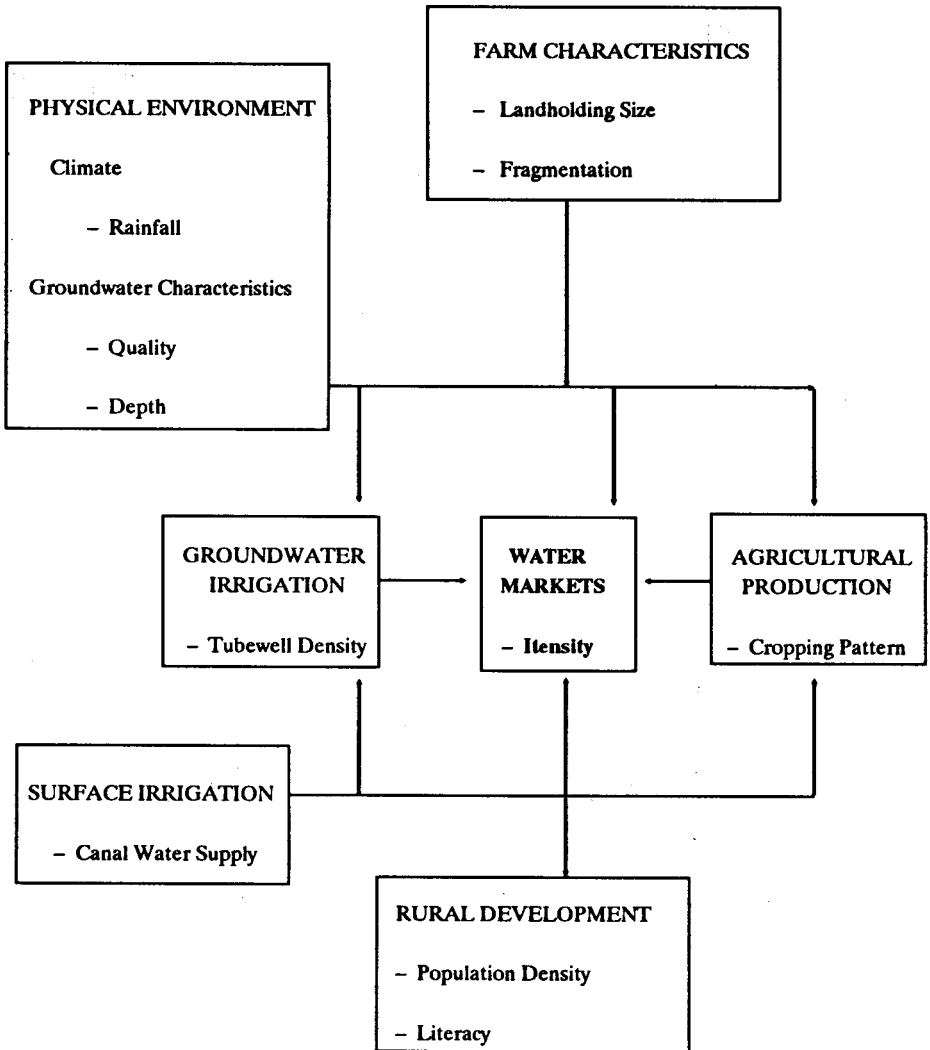 FARM CHARACTERISTICS
– Landholding Size
– Fragmentation
PHYSICAL ENVIRONMENT
Climate
– Rainfall
Groundwater Characteristics
– Quality
– Depth
GROUNDWATER
IRRIGATION
– Tubewell Density
WATER
MARKETS
– Itensity
AGRICULTURAL
PRODUCTION
– Cropping Pattern
SURFACE IRRIGATION
– Canal Water Supply
RURAL DEVELOPMENT
– Population Density
– Literacy